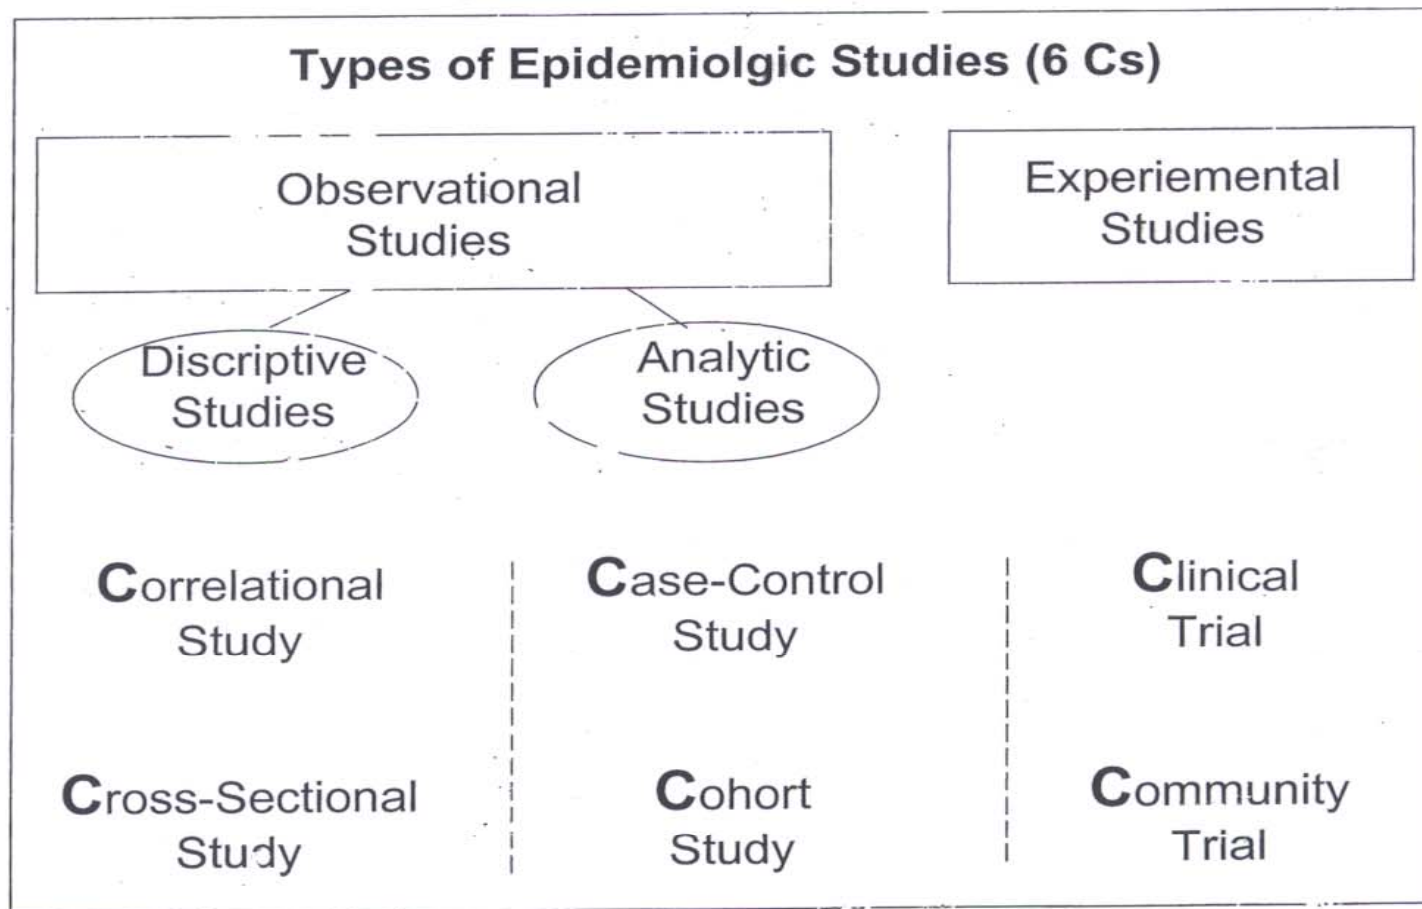 Types of Epidemiolgic Studies (6 Cs)
Observational
Studies
Experiemental
Studies
Discriptive
Studies
Analytic
Studies
Correlational
Study
Case-Control
Study
Clinical
Trial
Cross-Sectional
Study
Cohort
Study
Community
Trial